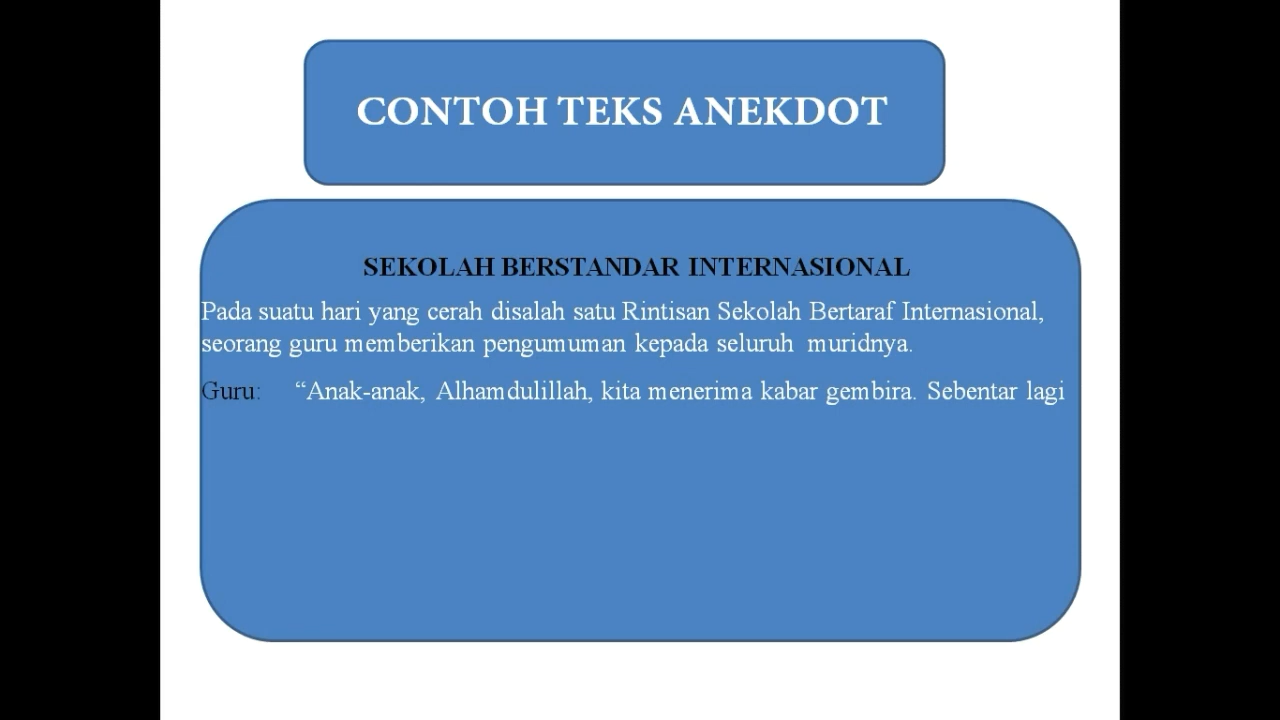 CONTOH TEKS ANEKDOT
SEKOLAH BERSTANDAR INTERNASIONAL
Pada suatu hari yang cerah disalah satu Rintisan Sekolah Bertaraf Internasional,
seorang guru memberikan pengumuman kepada seluruh muridnya.
Guru: “Anak-anak, Alhamdulillah, kita menerima kabar gembira. Sebentar lagi